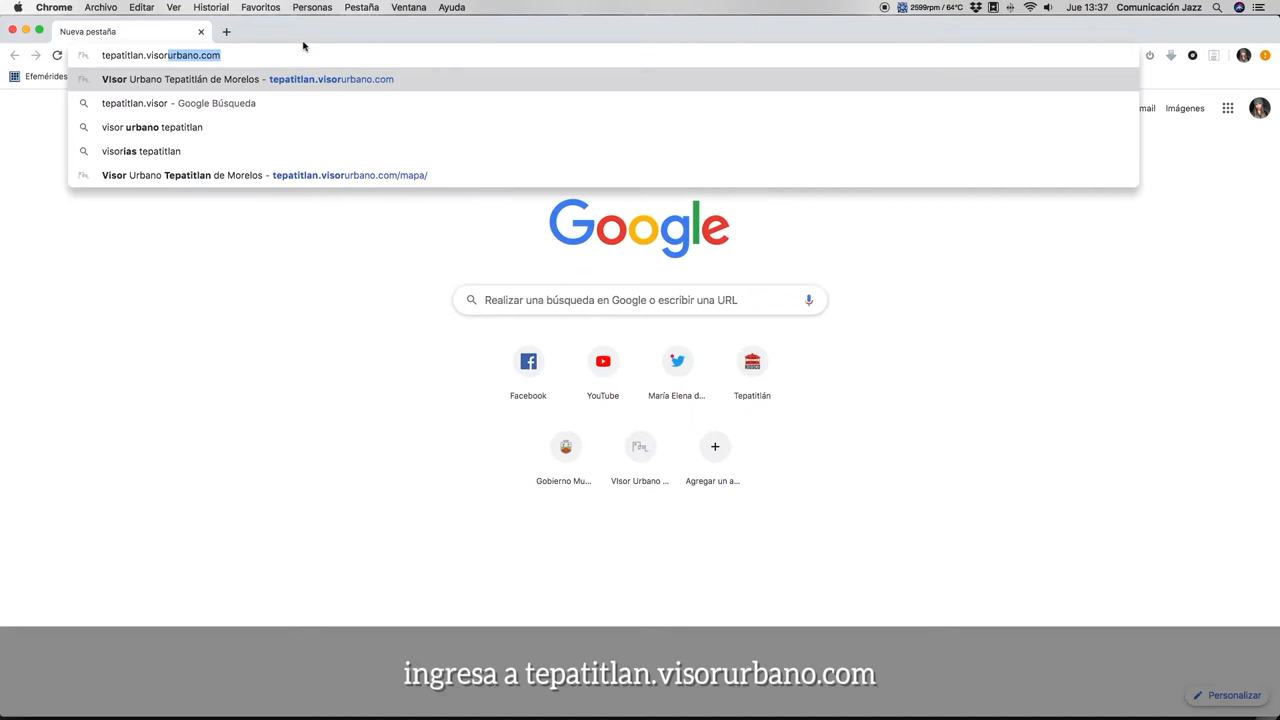 Chrome Archivo Editar Ver Historial Favoritos Personas Pestaña Ventana Ayuda 2599rpm / 64°C Jue 13:37 Comunicación Jazz
Nueva pestaña
tepatitlan.visorurbano.com
Efemérides
VIsor Urbano Tepatitlán de Morelos - tepatitlan.visorurbano.com
tepatitlan.visor - Google Búsqueda
visor urbano tepatitlan
visorias tepatitlan
Visor Urbano Tepatitlan de Morelos - tepatitlan.visorurbano.com/mapa/
mail Imágenes
Google
Realizar una búsqueda en Google o escribir una URL
Facebook YouTube María Elena d... Tepatitlán
Gobierno Mu... VIsor Urbano ... Agregar un a...
ingresa a tepatitlan.visorurbano.com
Personalizar